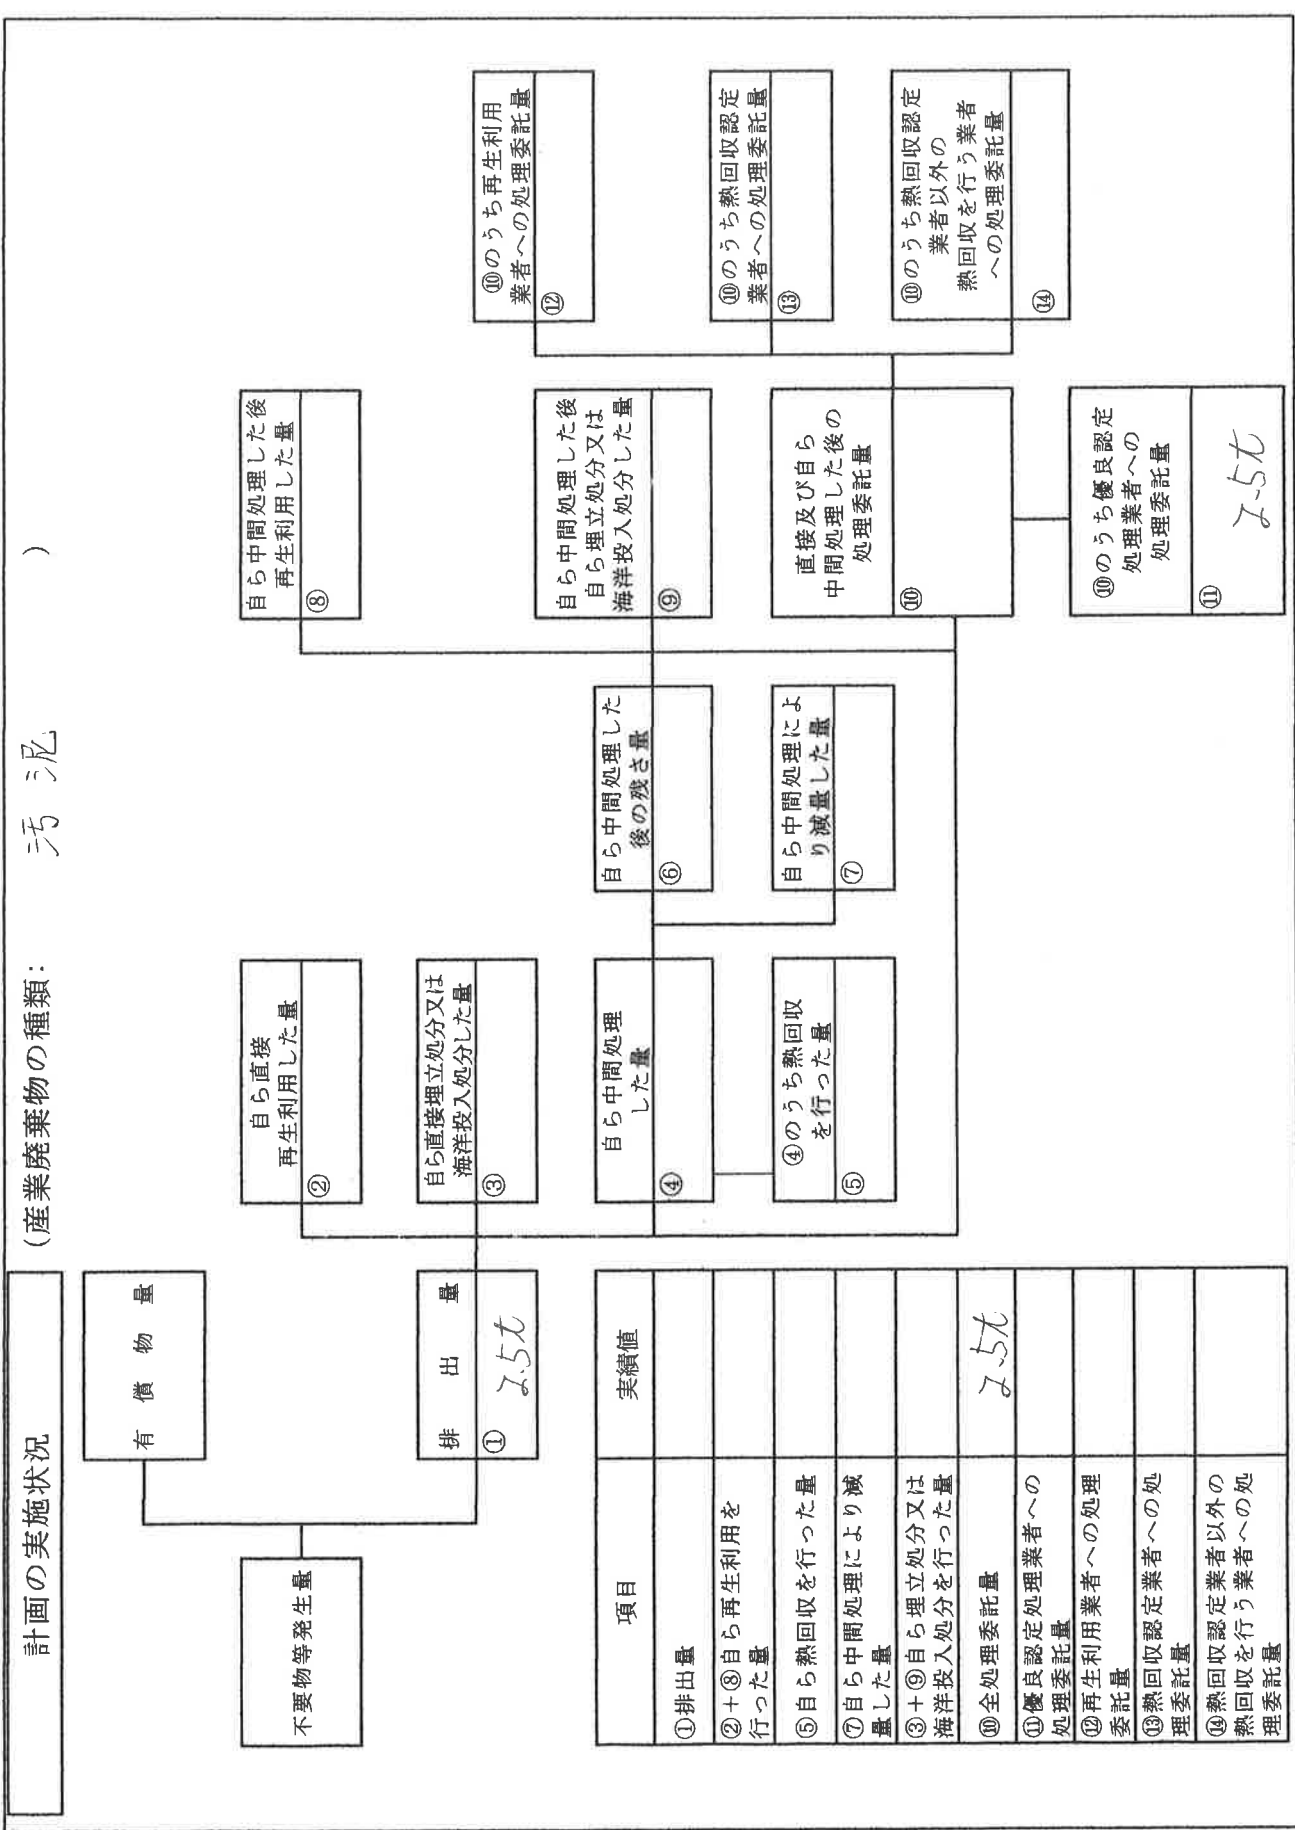 計画の実施状況
(産業廃棄物の種類: 汚泥 )
有償物量
不要物等発生量
排出量
① 2.5t
自ら直接
再生利用した量
②
自ら直接埋立処分又は
海洋投入処分した量
③
自ら中間処理
した量
④
④のうち熱回収
を行った量
⑤
自ら中間処理した
後の残さ量
⑥
自ら中間処理によ
り減量した量
⑦
自ら中間処理した後
再生利用した量
⑧
自ら中間処理した後
自ら埋立処分又は
海洋投入処分した量
⑨
直接及び自ら
中間処理した後の
処理委託量
⑩
⑩のうち優良認定
処理業者への
処理委託量
⑪ 2.5t
⑩のうち再生利用
業者への処理委託量
⑫
⑩のうち熱回収認定
業者への処理委託量
⑬
⑩のうち熱回収認定
業者以外の
熱回収を行う業者
への処理委託量
⑭
項目 実績値
①排出量
②+⑧自ら再生利用を
行った量
⑤自ら熱回収を行った量
⑦自ら中間処理により減
量した量
③+⑨自ら埋立処分又は
海洋投入処分を行った量
⑩全処理委託量 2.5t
⑪優良認定処理業者への
処理委託量
⑫再生利用業者への処理
委託量
⑬熱回収認定業者への処
理委託量
⑭熱回収認定業者以外の
熱回収を行う業者への処
理委託量